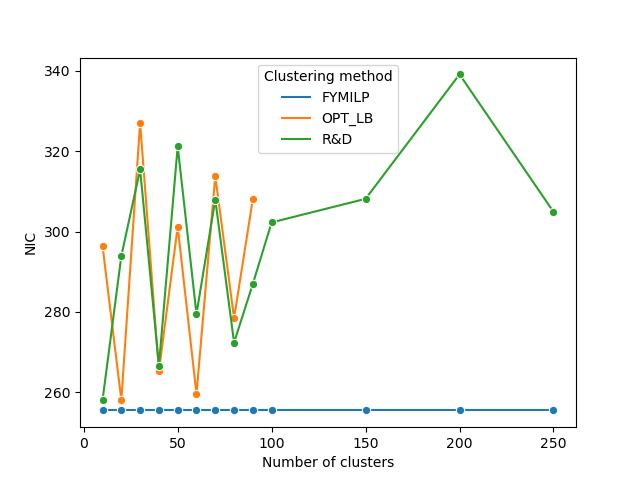 340
320
300
280
260
NIC
Clustering method
FYMILP
OPT_LB
R&D
0
50
100
150
200
250
Number of clusters